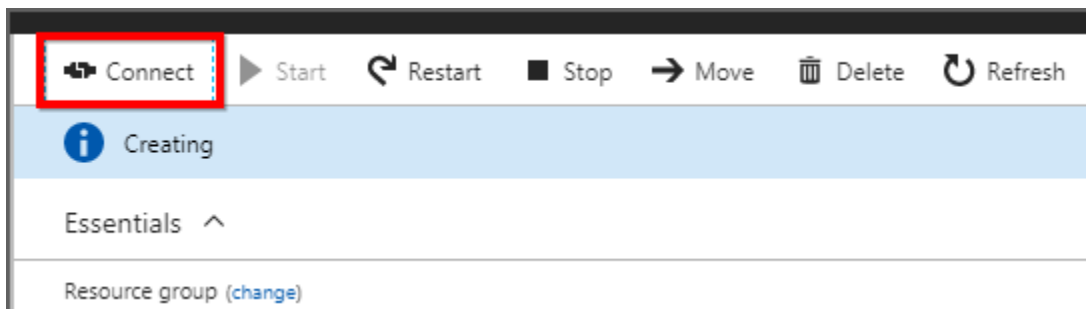 Connect Start Restart Stop Move Delete Refresh
Creating
Essentials
Resource group (change)